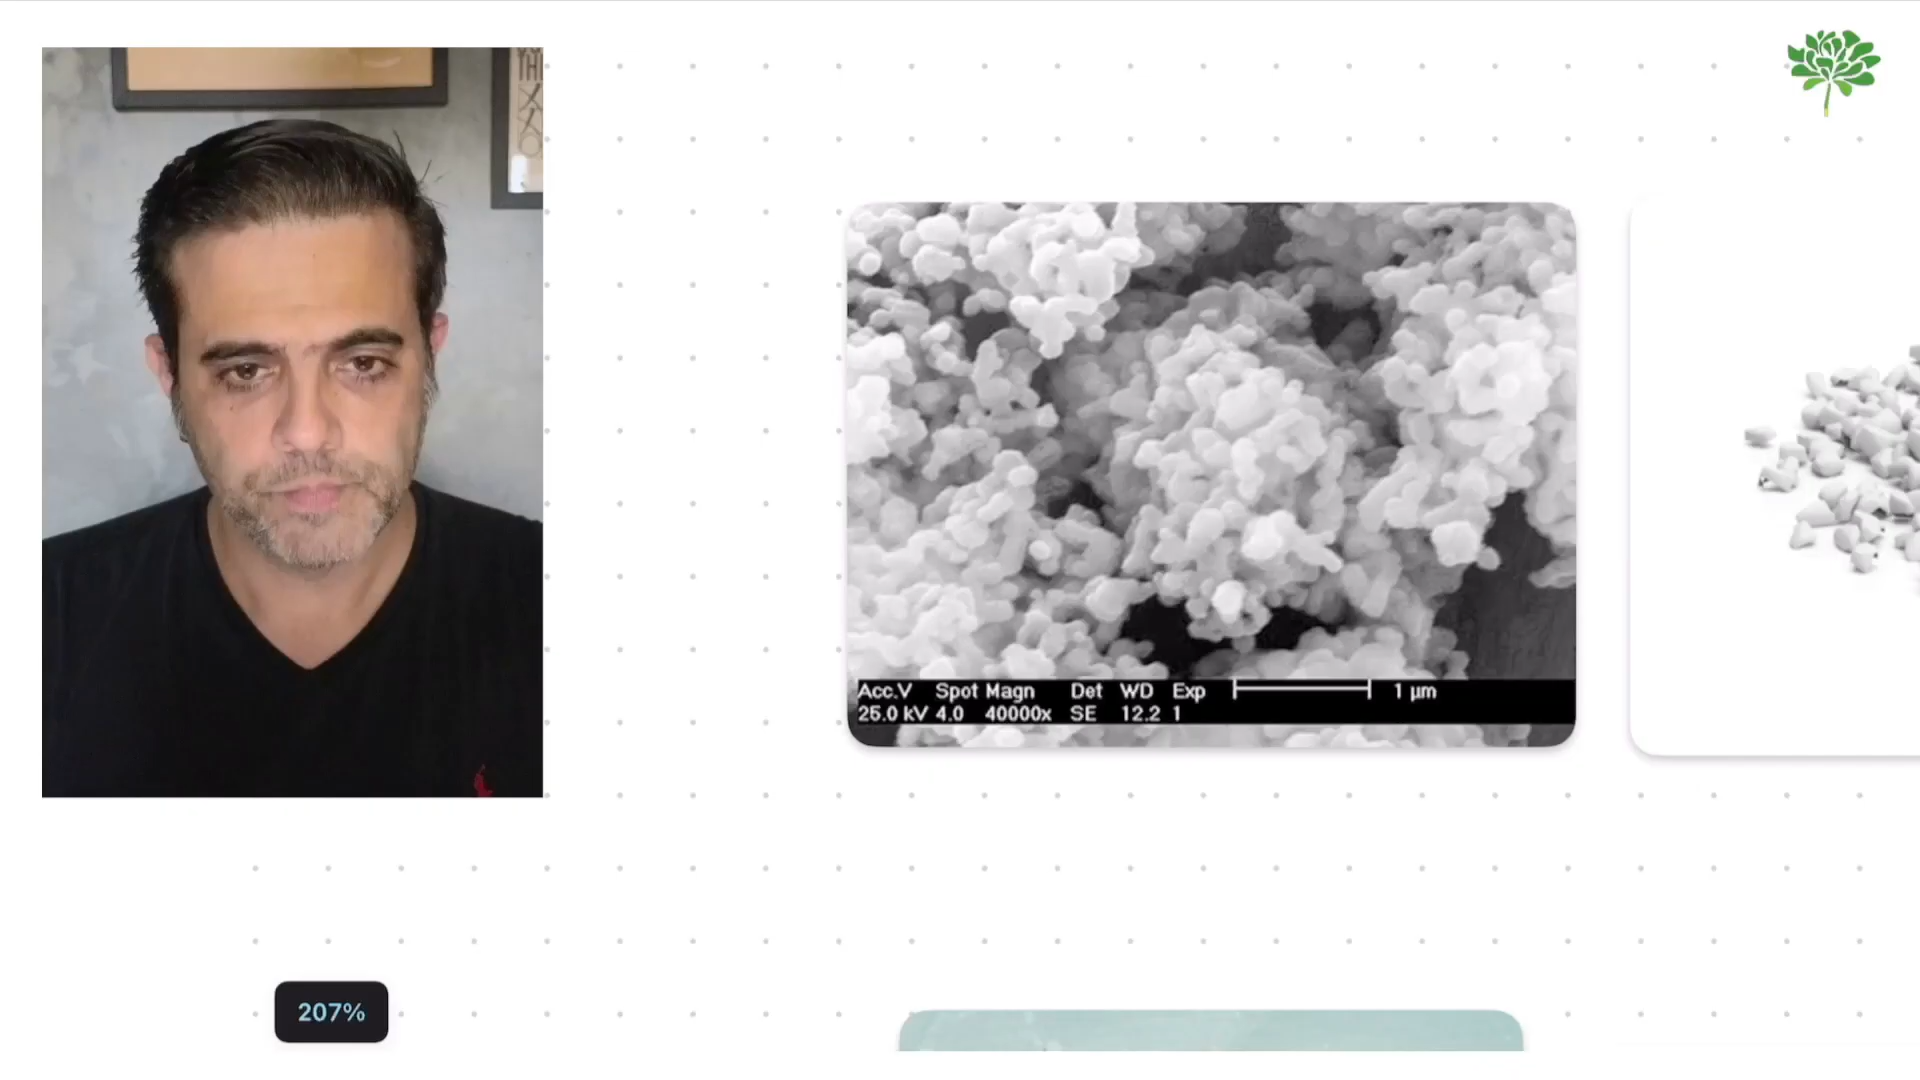 THI
Acc.V Spot Magn Det WD Exp 1 µm
25.0 kV 4.0 40000x SE 12.2 1
207%